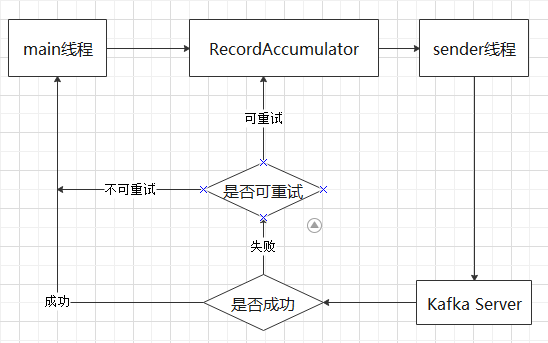 main线程
RecordAccumulator
sender线程
可重试
是否可重试
不可重试
失败
成功
是否成功
Kafka Server